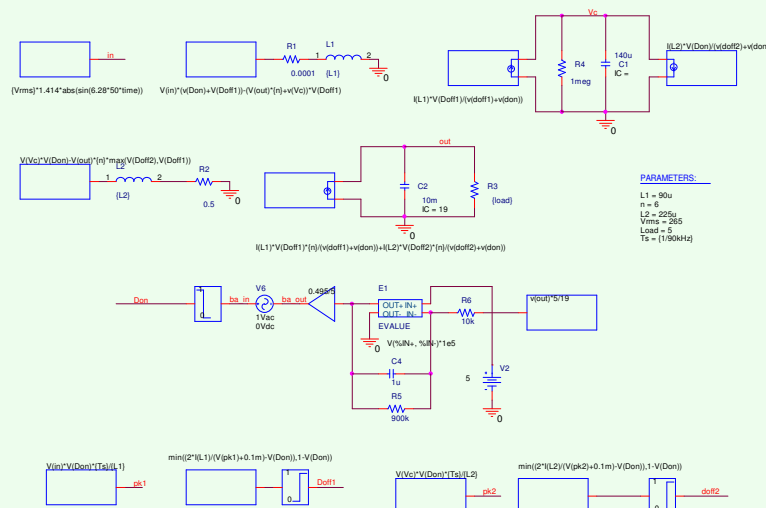 Vc
in
R1
L1
1
2
0.0001
{L1}
0
{Vrms}*1.414*abs(sin(6.28*50*time))
V(in)*(v(Don)+V(Doff1))-(V(out)*{n}+v(Vc))*V(Doff1)
I(L1)*V(Doff1)/(v(doff1)+v(don))
R4
1meg
140u
C1
IC =
I(L2)*V(Don)/(v(doff2)+v(don
0
V(Vc)*V(Don)-V(out)*{n}*max(V(Doff2),V(Doff1))
L2
1
2
{L2}
R2
0.5
0
out
C2
10m
IC = 19
R3
{load}
0
I(L1)*V(Doff1)*{n}/(v(doff1)+v(don))+I(L2)*V(Doff2)*{n}/(v(doff2)+v(don))
PARAMETERS:
L1 = 90u
n = 6
L2 = 225u
Vrms = 265
Load = 5
Ts = {1/90kHz}
Don
1
0
ba_in
V6
1Vac
0Vdc
ba_out
0.495/5
E1
OUT+ IN+
OUT- IN-
EVALUE
V(%IN+, %IN-)*1e5
0
R6
10k
v(out)*5/19
C4
1u
R5
900k
5
V2
0
V(in)*V(Don)*{Ts}/{L1}
pk1
min((2*I(L1)/(V(pk1)+0.1m)-V(Don)),1-V(Don))
1
0
Doff1
V(Vc)*V(Don)*{Ts}/{L2}
pk2
min((2*I(L2)/(V(pk2)+0.1m)-V(Don)),1-V(Don))
1
0
doff2